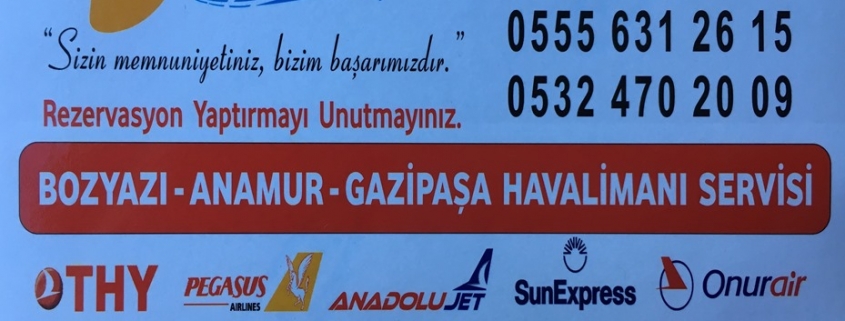 “Sizin memnuniyetiniz, bizim başarımızdır.”
0555 631 26 15
0532 470 20 09
Rezervasyon Yaptırmayı Unutmayınız.
BOZYAZI - ANAMUR - GAZİPAŞA HAVALİMANI SERVİSİ
THY PEGASUS AIRLINES ANADOLUJET SunExpress Onurair